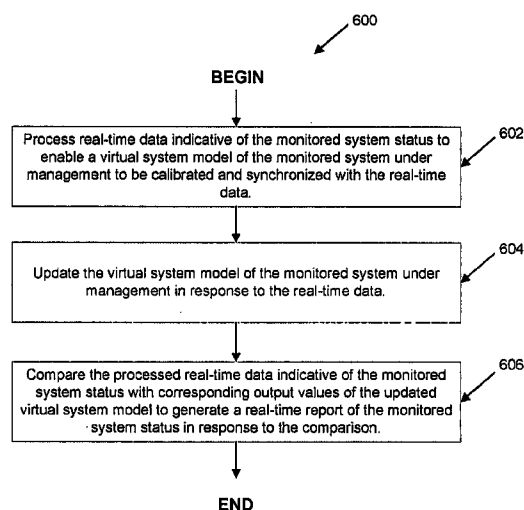 600
BEGIN
Process real-time data indicative of the monitored system status to
enable a virtual system model of the monitored system under
management to be calibrated and synchronized with the real-time
data.
602
Update the virtual system model of the monitored system under
management in response to the real-time data.
604
Compare the processed real-time data indicative of the monitored
system status with corresponding output values of the updated
virtual system model to generate a real-time report of the monitored
system status in response to the comparison.
606
END